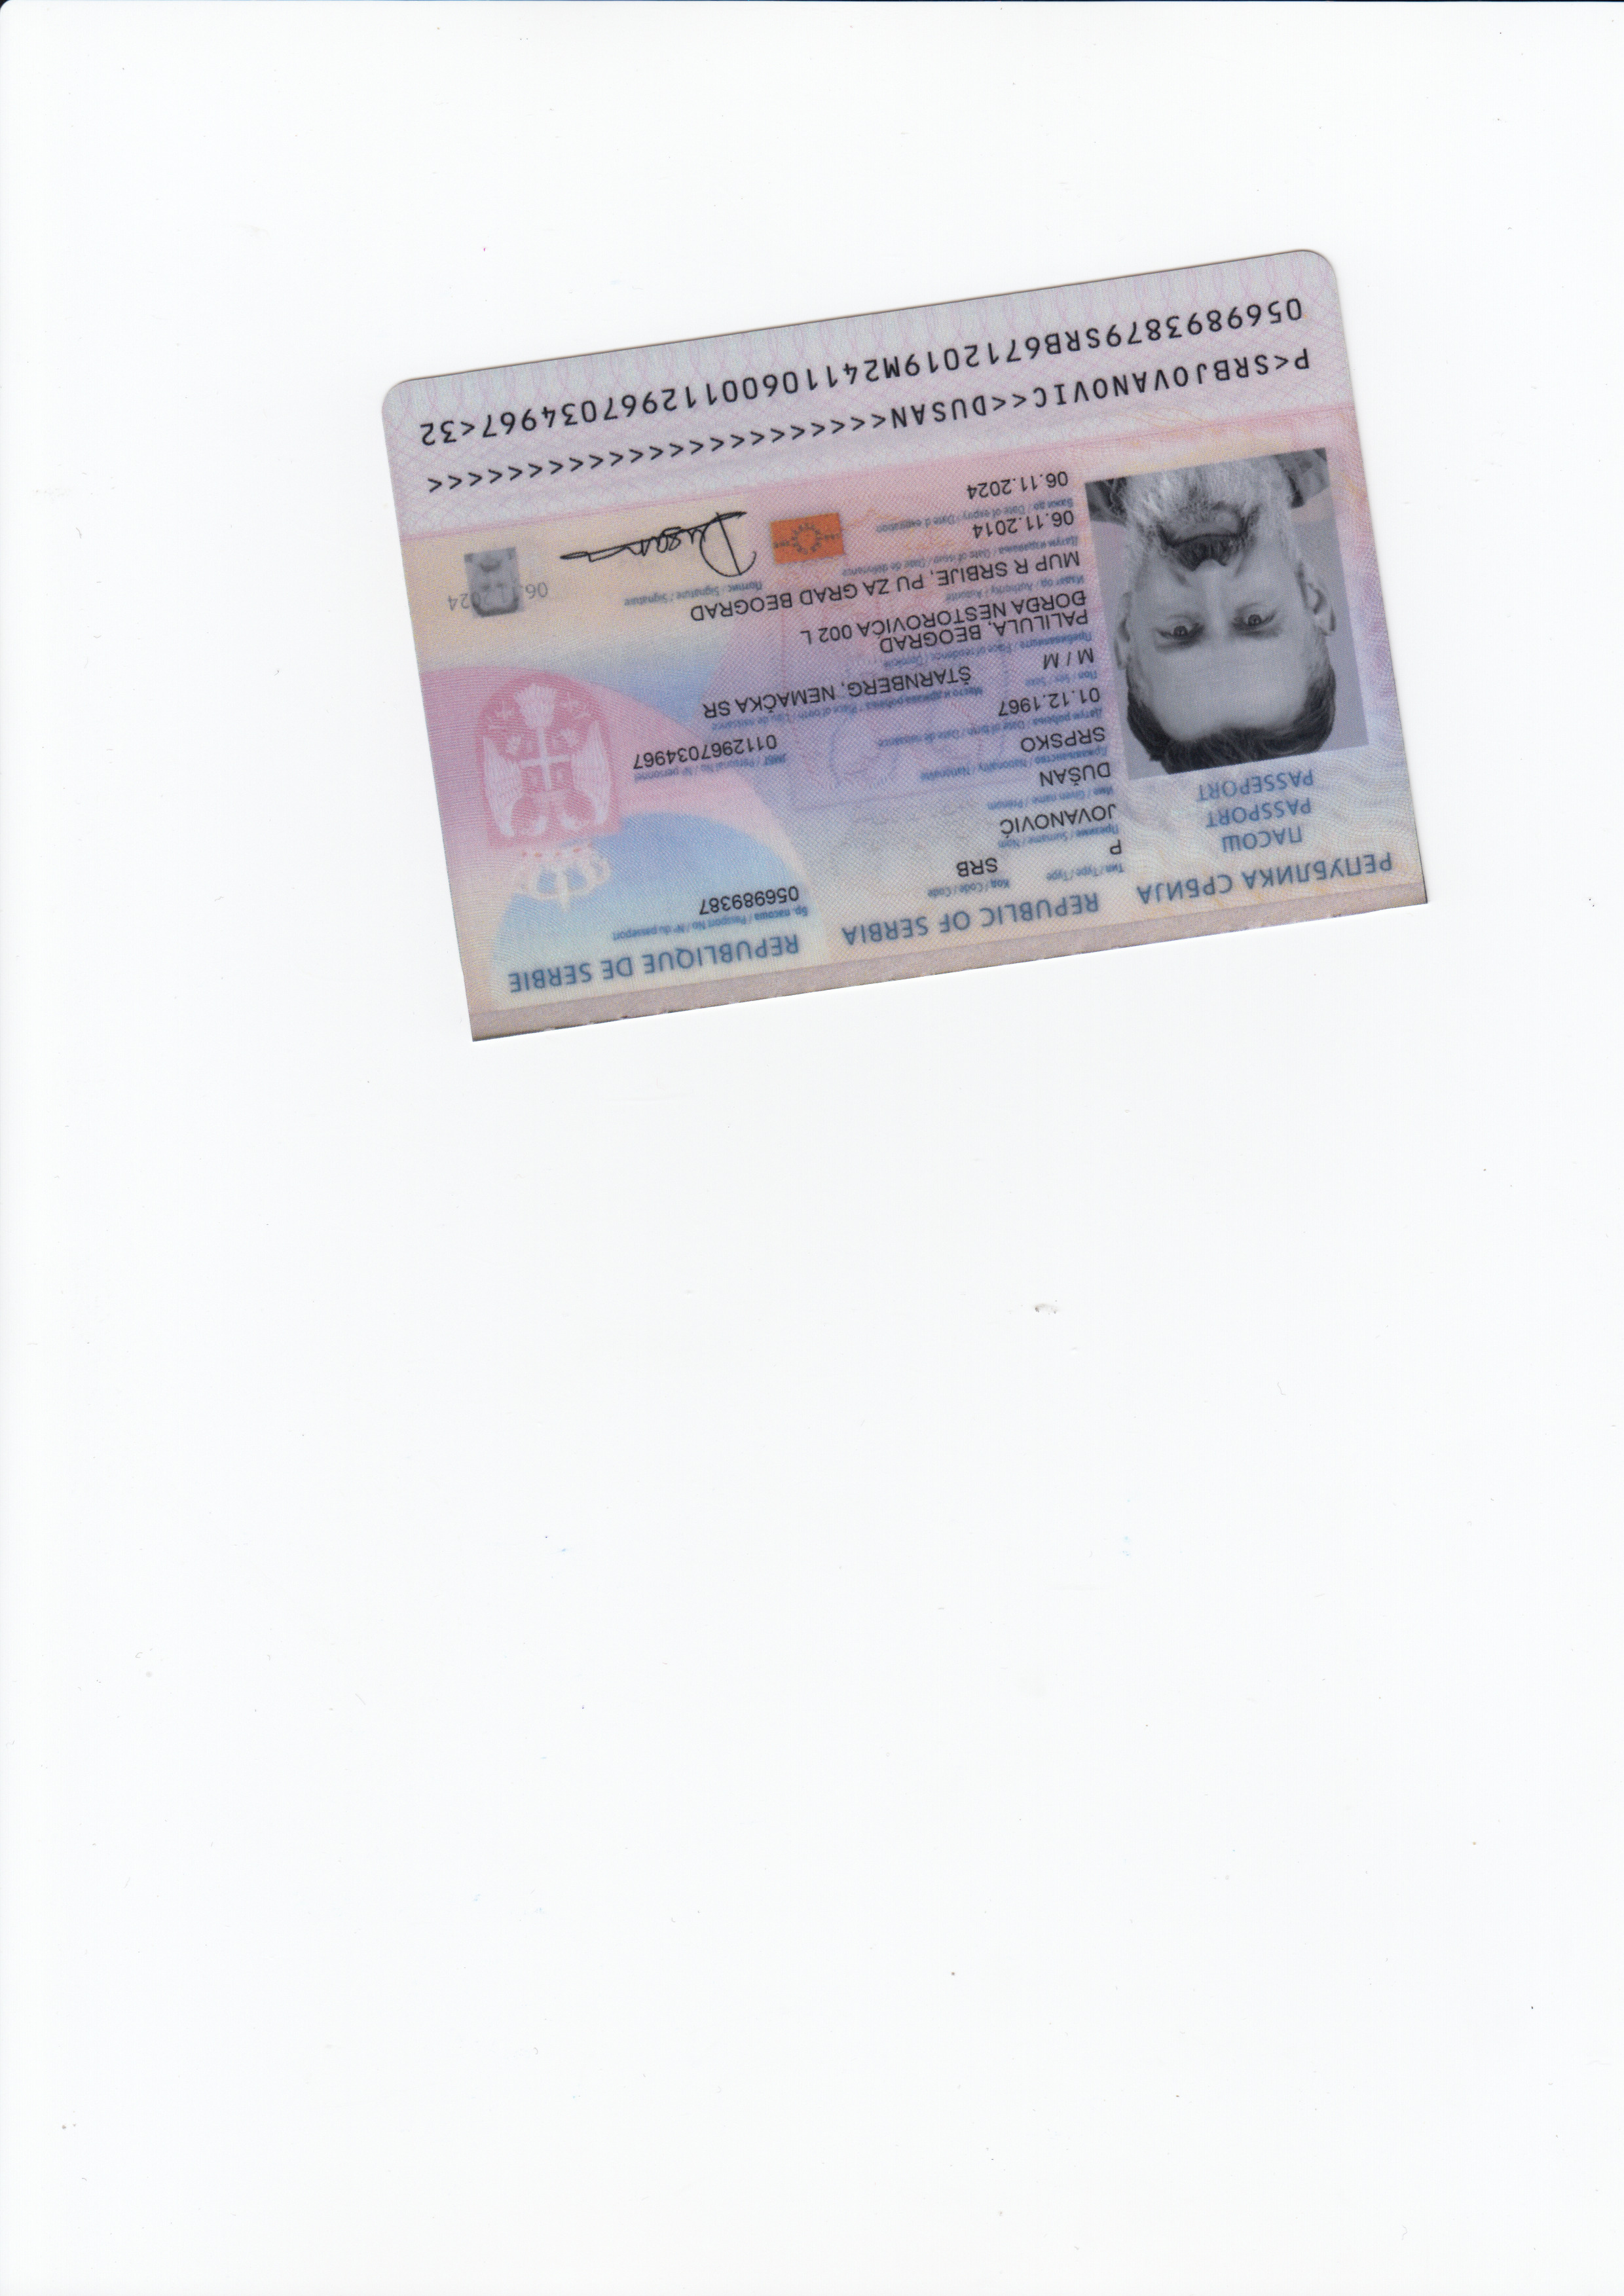 РЕПУБЛИКА СРБИЈА REPUBLIC OF SERBIA REPUBLIQUE DE SERBIE
ПАСОШ
PASSPORT
PASSEPORT
Тип / Type / Type Код / Code / Code Бр. пасоша / Passport No / Nº du passeport
P SRB 056989387
Презиме / Surname / Nom
JOVANOVIĆ
Име / Given name / Prénom
DUŠAN
Држављанство / Nationality / Nationalité
SRPSKO
Датум рођења / Date of birth / Date de naissance ЈМБГ / Personal No / Nº personnel
01.12.1967 0112967034967
Пол / Sex / Sexe Место и држава рођења / Place of birth / Lieu de naissance
M / M ŠTARNBERG, NEMAČKA SR
Пребивалиште / Place of residence / Domicile
PALILULA, BEOGRAD
ĐORĐA NESTOROVIĆA 002 L
Издат од / Authority / Autorité
MUP R SRBIJE, PU ZA GRAD BEOGRAD
Датум издавања / Date of issue / Date de délivrance Потпис / Signature / Signature
06.11.2014 Dusan
Важи до / Date of expiry / Date d'expiration
06.11.2024
P<SRBJOVANOVIC<<DUSAN<<<<<<<<<<<<<<<<<<<<<<<
0569893879SRB6712019M24110600112967034967<32